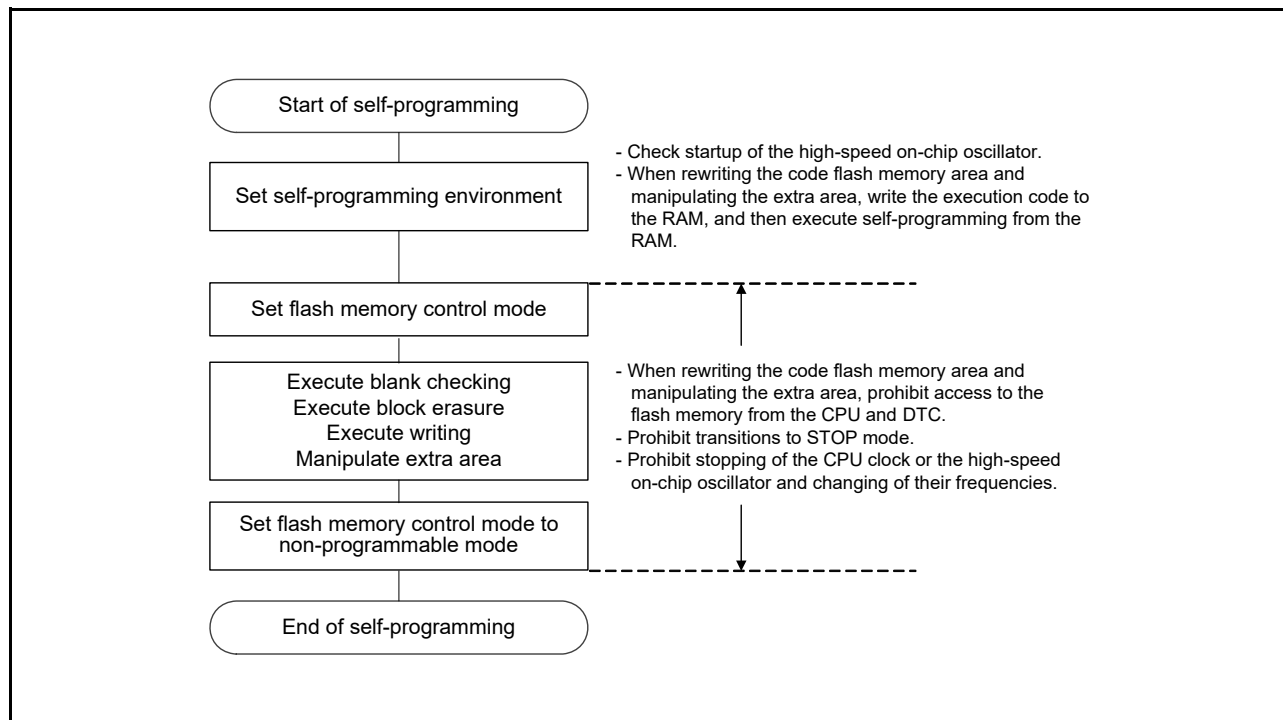 Start of self-programming
Set self-programming environment
- Check startup of the high-speed on-chip oscillator.
- When rewriting the code flash memory area and
manipulating the extra area, write the execution code to
the RAM, and then execute self-programming from the
RAM.
Set flash memory control mode
Execute blank checking
Execute block erasure
Execute writing
Manipulate extra area
- When rewriting the code flash memory area and
manipulating the extra area, prohibit access to the
flash memory from the CPU and DTC.
- Prohibit transitions to STOP mode.
- Prohibit stopping of the CPU clock or the high-speed
on-chip oscillator and changing of their frequencies.
Set flash memory control mode to
non-programmable mode
End of self-programming